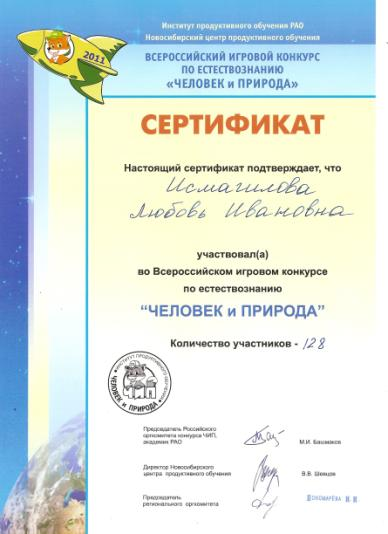 Институт продуктивного обучения РАО
Новосибирский центр продуктивного обучения
ВСЕРОССИЙСКИЙ ИГРОВОЙ КОНКУРС
ПО ЕСТЕСТВОЗНАНИЮ
«ЧЕЛОВЕК и ПРИРОДА»
2011
СЕРТИФИКАТ
Настоящий сертификат подтверждает, что
Исмагилова
Любовь Ивановна
участвовал(а)
во Всероссийском игровом конкурсе
по естествознанию
“ЧЕЛОВЕК и ПРИРОДА”
Количество участников - 128
ИНСТИТУТ ПРОДУКТИВНОГО ОБУЧЕНИЯ
ЧЕЛОВЕК и ПРИРОДА
Председатель Российского
оргкомитета конкурса ЧИП,
академик РАО
М.И. Башмаков
Директор Новосибирского
центра продуктивного обучения
В.В. Шевцов
Председатель
регионального оргкомитета
ПОНОМАРЁВА И.И